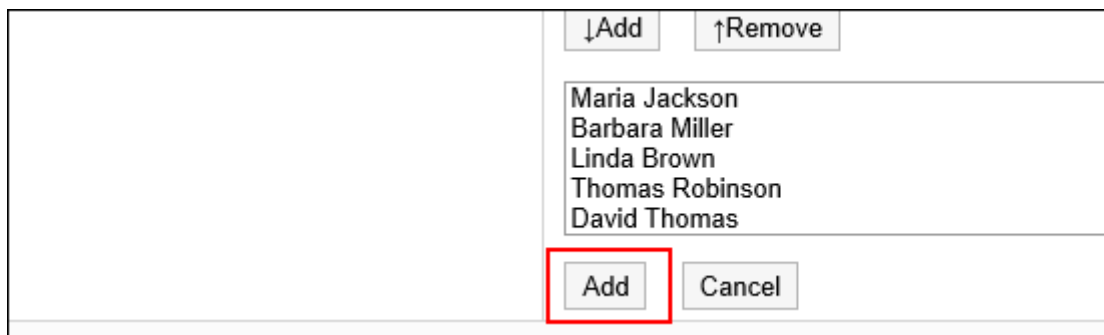 ↓Add ↑Remove
Maria Jackson
Barbara Miller
Linda Brown
Thomas Robinson
David Thomas
Add Cancel